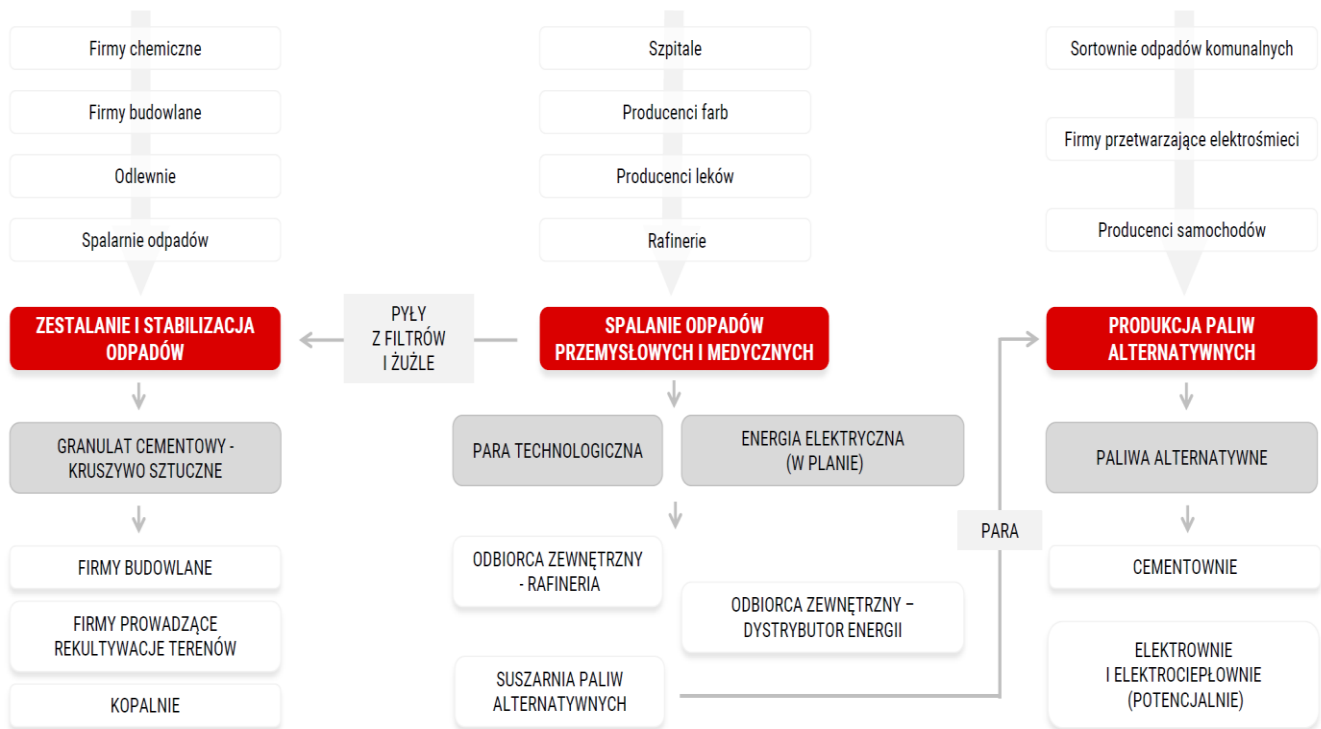 Firmy chemiczne
Firmy budowlane
Odlewnie
Spalarnie odpadów
ZESTALANIE I STABILIZACJA
ODPADÓW
GRANULAT CEMENTOWY -
KRUSZYWO SZTUCZNE
FIRMY BUDOWLANE
FIRMY PROWADZĄCE
REKULTYWACJE TERENÓW
KOPALNIE
PYŁY
Z FILTRÓW
I ŻUŻLE
Szpitale
Producenci farb
Producenci leków
Rafinerie
SPALANIE ODPADÓW
PRZEMYSŁOWYCH I MEDYCZNYCH
PARA TECHNOLOGICZNA
ENERGIA ELEKTRYCZNA
(W PLANIE)
ODBIORCA ZEWNĘTRZNY
- RAFINERIA
ODBIORCA ZEWNĘTRZNY –
DYSTRYBUTOR ENERGII
SUSZARNIA PALIW
ALTERNATYWNYCH
PARA
Sortownie odpadów komunalnych
Firmy przetwarzające elektrośmieci
Producenci samochodów
PRODUKCJA PALIW
ALTERNATYWNYCH
PALIWA ALTERNATYWNE
CEMENTOWNIE
ELEKTROWNIE
I ELEKTROCIEPŁOWNIE
(POTENCJALNIE)